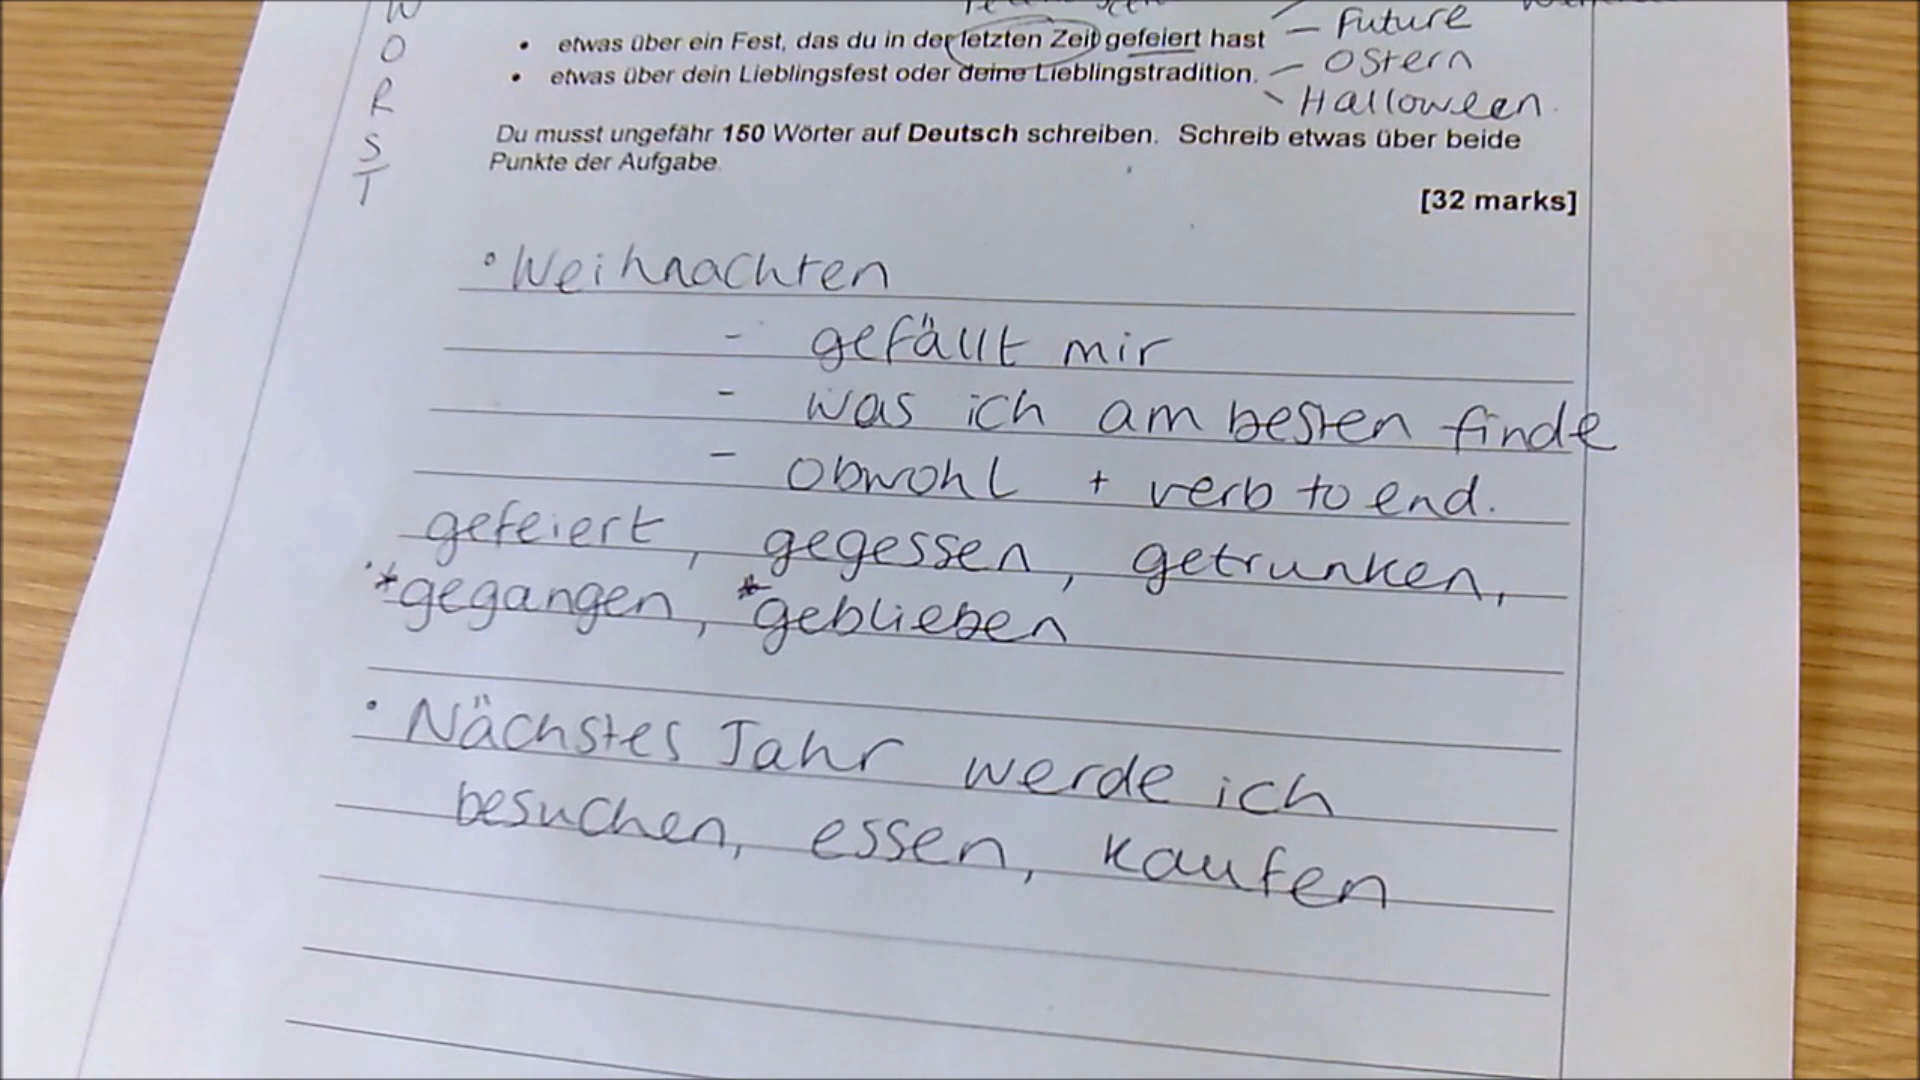 W
O
R
S
T
• etwas über ein Fest, das du in der letzten Zeit gefeiert hast – Future
• etwas über dein Lieblingsfest oder deine Lieblingstradition. – Ostern
- Halloween.
Du musst ungefähr 150 Wörter auf Deutsch schreiben. Schreib etwas über beide
Punkte der Aufgabe.
[32 marks]
• Weihnachten
- gefällt mir
- was ich am besten finde
- obwohl + verb to end.
gefeiert, gegessen, getrunken,
*gegangen, *geblieben
• Nächstes Jahr werde ich
besuchen, essen, kaufen